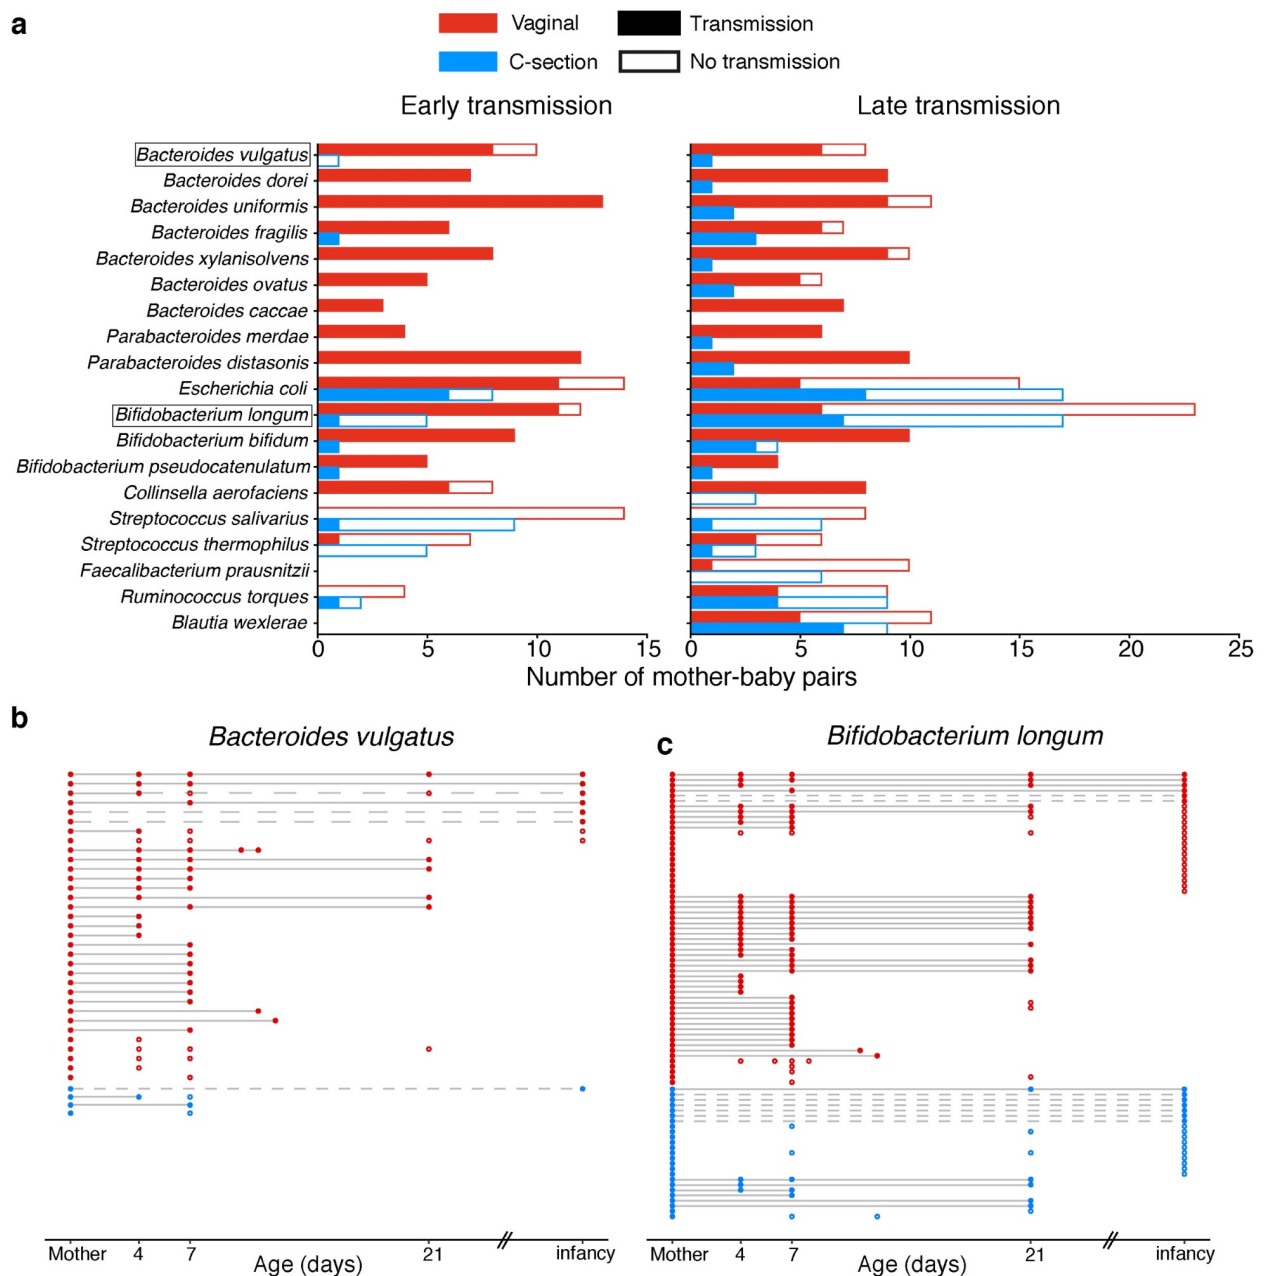 a
Vaginal
Transmission
C-section
No transmission
Early transmission
Late transmission
Bacteroides vulgatus
Bacteroides dorei
Bacteroides uniformis
Bacteroides fragilis
Bacteroides xylanisolvens
Bacteroides ovatus
Bacteroides caccae
Parabacteroides merdae
Parabacteroides distasonis
Escherichia coli
Bifidobacterium longum
Bifidobacterium bifidum
Bifidobacterium pseudocatenulatum
Collinsella aerofaciens
Streptococcus salivarius
Streptococcus thermophilus
Faecalibacterium prausnitzii
Ruminococcus torques
Blautia wexlerae
0 5 10 15
0 5 10 15 20 25
Number of mother-baby pairs
b
Bacteroides vulgatus
Mother 4 7 21 infancy
Age (days)
c
Bifidobacterium longum
Mother 4 7 21 infancy
Age (days)